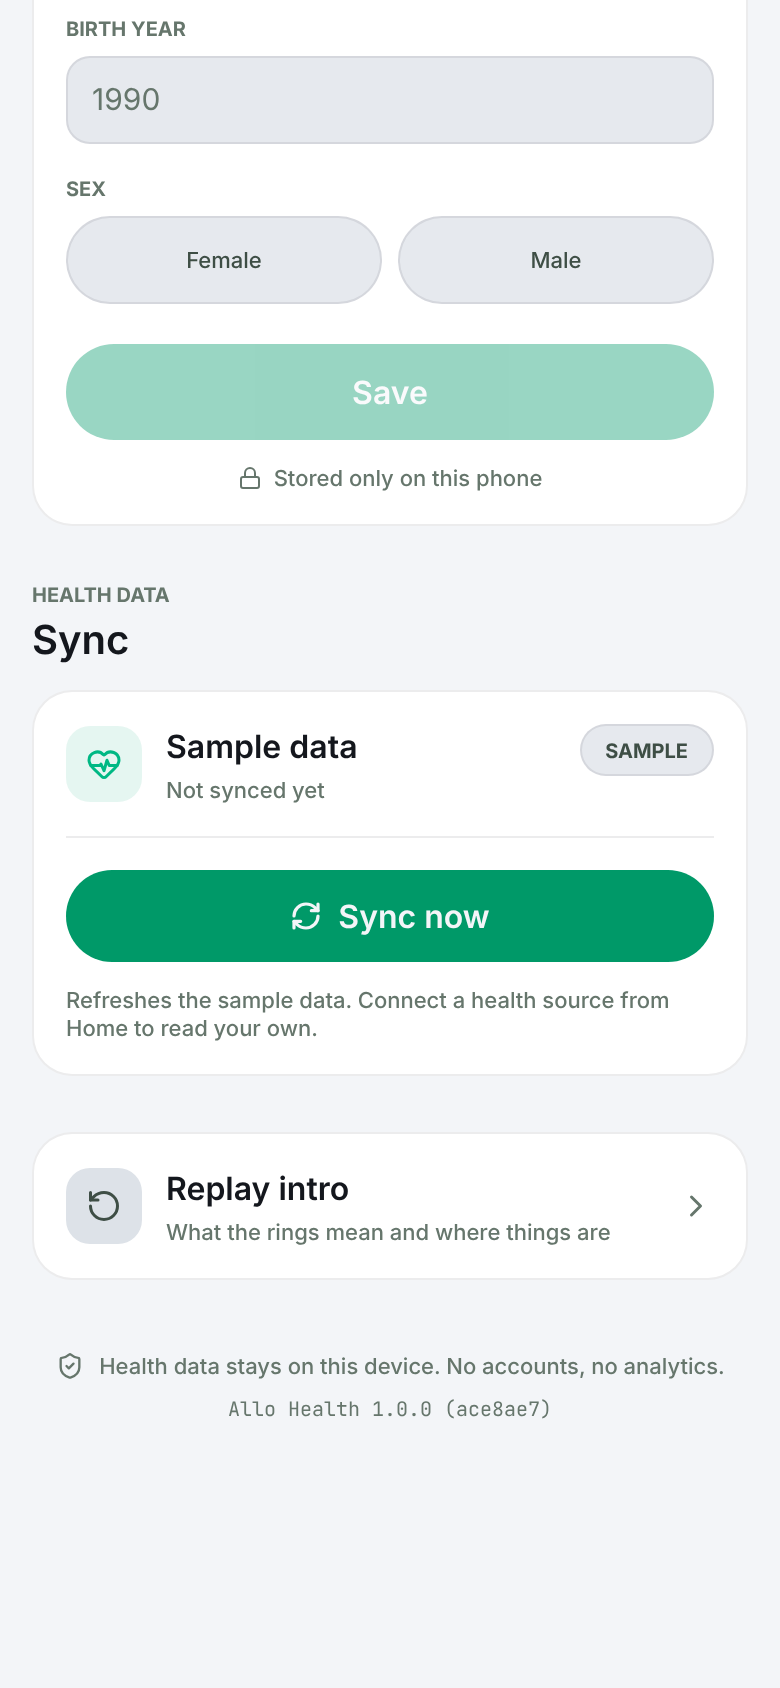 BIRTH YEAR
1990
SEX
Female
Male
Save
Stored only on this phone
HEALTH DATA
Sync
Sample data
SAMPLE
Not synced yet
Sync now
Refreshes the sample data. Connect a health source from
Home to read your own.
Replay intro
What the rings mean and where things are
Health data stays on this device. No accounts, no analytics.
Allo Health 1.0.0 (ace8ae7)